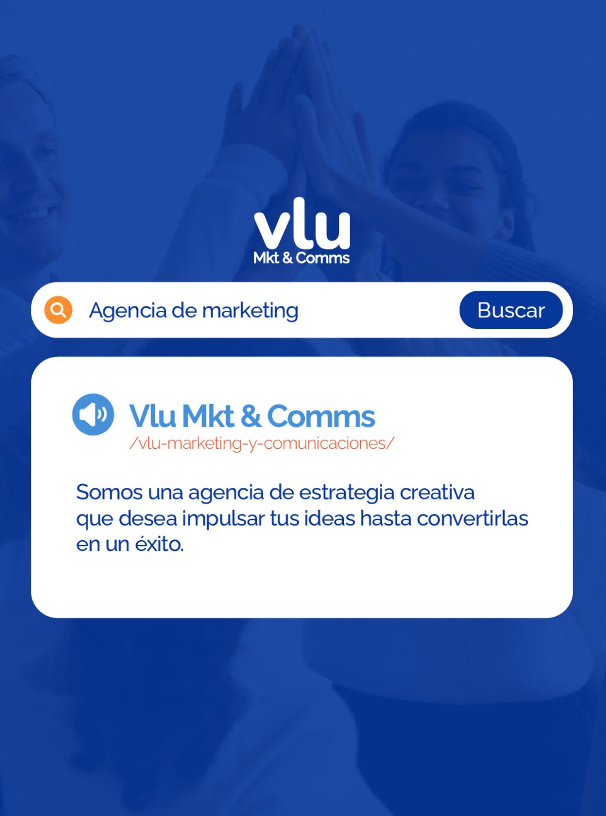 vlu
Mkt & Comms
Agencia de marketing
Buscar
Vlu Mkt & Comms
/vlu-marketing-y-comunicaciones/
Somos una agencia de estrategia creativa
que desea impulsar tus ideas hasta convertirlas
en un éxito.